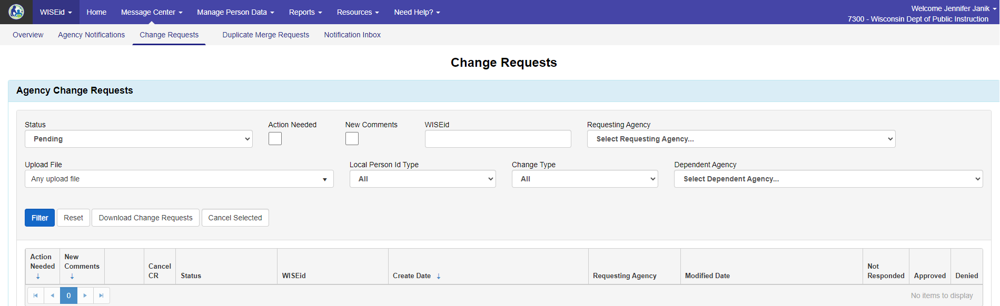 WISEid Home Message Center Manage Person Data Reports Resources Need Help? Welcome Jennifer Janik
7300 - Wisconsin Dept of Public Instruction
Overview Agency Notifications Change Requests Duplicate Merge Requests Notification Inbox
Change Requests
Agency Change Requests
Status Action Needed New Comments WISEid Requesting Agency
Pending Select Requesting Agency...
Upload File Local Person Id Type Change Type Dependent Agency
Any upload file All All Select Dependent Agency...
Filter Reset Download Change Requests Cancel Selected
Action New
Needed Comments Cancel Not
CR Status WISEid Create Date Requesting Agency Modified Date Responded Approved Denied
0 No items to display